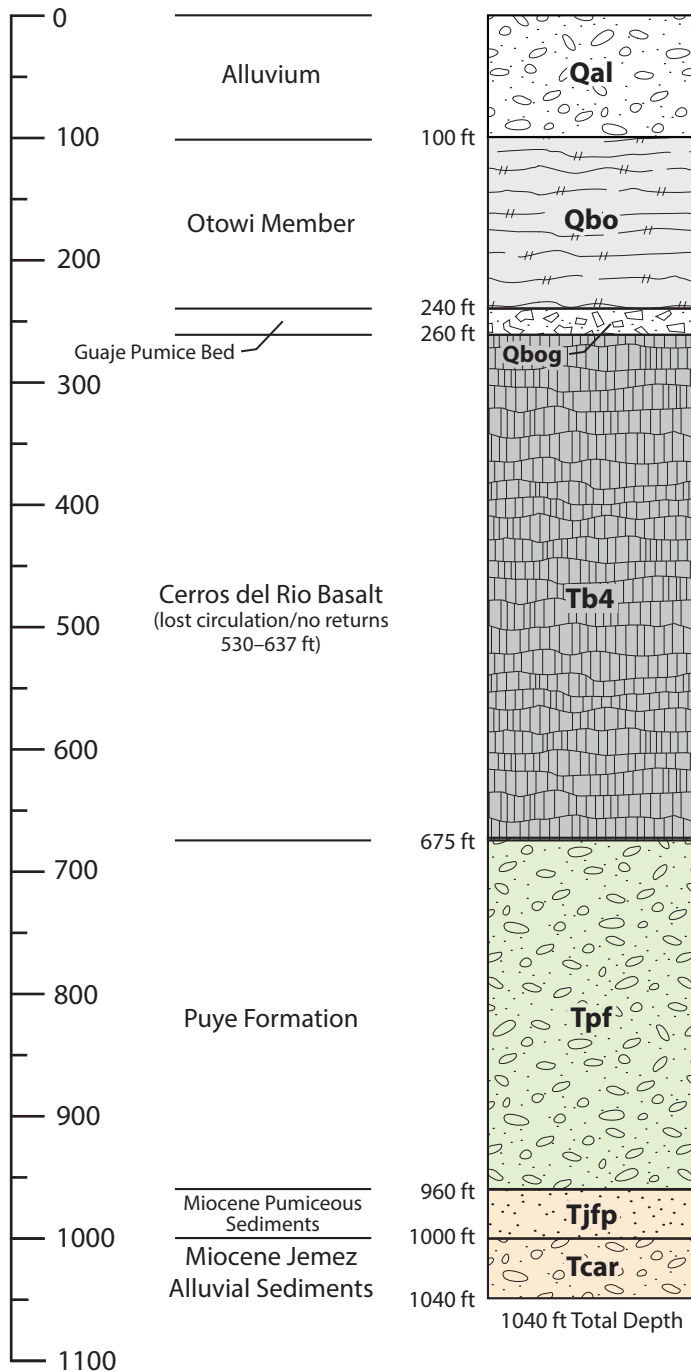 0
Alluvium
Qal
100
100 ft
Otowi Member
Qbo
200
240 ft
260 ft
Guaje Pumice Bed
Qbog
300
400
Cerros del Rio Basalt
(lost circulation/no returns
530–637 ft)
Tb4
500
600
675 ft
700
800
Puye Formation
Tpf
900
960 ft
Miocene Pumiceous
Sediments
Tjfp
1000
1000 ft
Miocene Jemez
Alluvial Sediments
Tcar
1040 ft
1040 ft Total Depth
1100